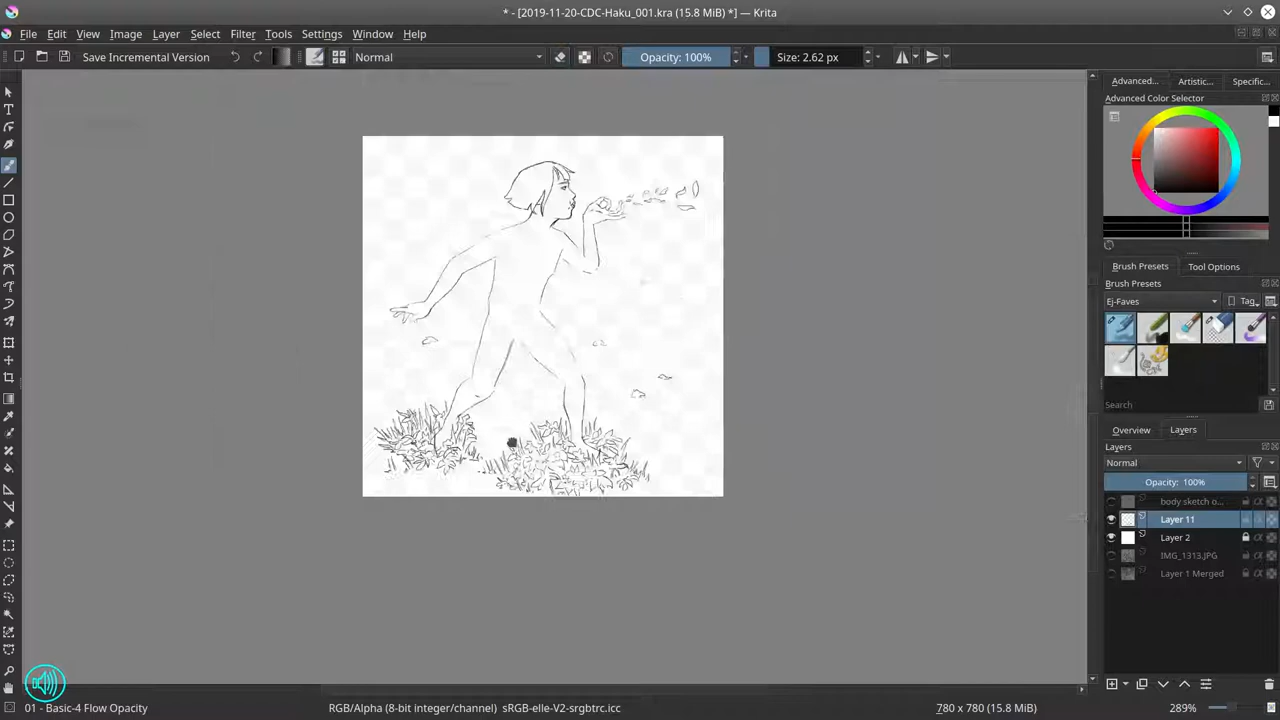 * - [2019-11-20-CDC-Haku_001.kra (15.8 MiB) *] — Krita
File Edit View Image Layer Select Filter Tools Settings Window Help
Save Incremental Version Normal Opacity: 100% Size: 2.62 px
Advanced... Artistic... Specific...
Advanced Color Selector
Brush Presets Tool Options
Brush Presets
Ej-Faves Tag
Search
Overview Layers
Layers
Normal
Opacity: 100%
body sketch o...
Layer 11
Layer 2
IMG_1313.JPG
Layer 1 Merged
01 - Basic-4 Flow Opacity RGB/Alpha (8-bit integer/channel) sRGB-elle-V2-srgbtrc.icc 780 x 780 (15.8 MiB) 289%